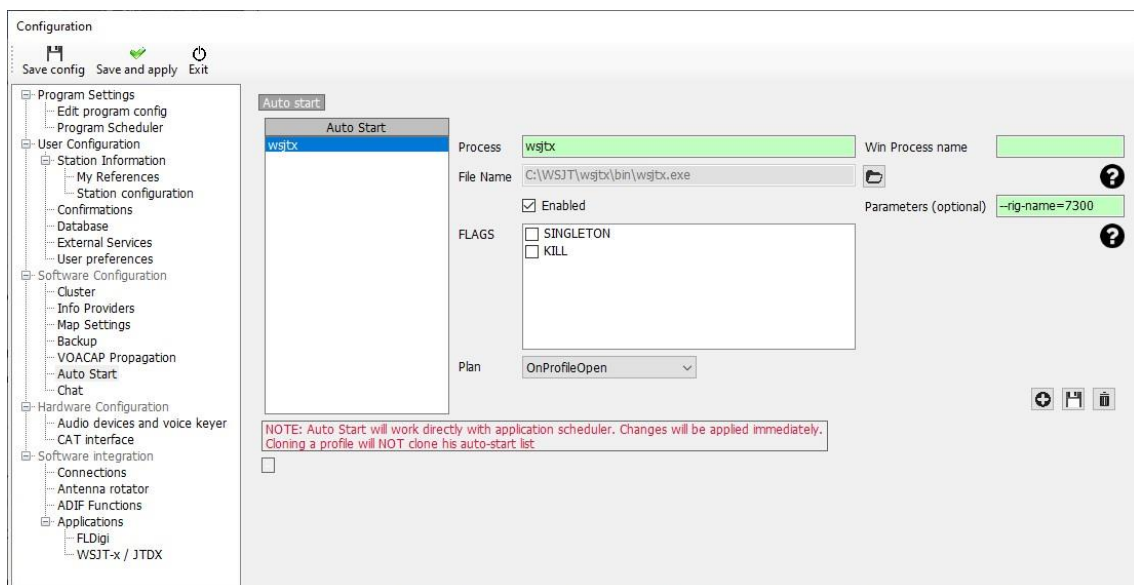 Configuration
Save config Save and apply Exit
Program Settings
Edit program config
Program Scheduler
User Configuration
Station Information
My References
Station configuration
Confirmations
Database
External Services
User preferences
Software Configuration
Cluster
Info Providers
Map Settings
Backup
VOACAP Propagation
Auto Start
Chat
Hardware Configuration
Audio devices and voice keyer
CAT interface
Software integration
Connections
Antenna rotator
ADIF Functions
Applications
FLDigi
WSJT-x / JTDX
Auto start
Auto Start
wsjtx
Process wsjtx Win Process name
File Name C:\WSJT\wsjtx\bin\wsjtx.exe
Enabled Parameters (optional) --rig-name=7300
FLAGS SINGLETON
KILL
Plan OnProfileOpen
NOTE: Auto Start will work directly with application scheduler. Changes will be applied immediately.
Cloning a profile will NOT clone his auto-start list